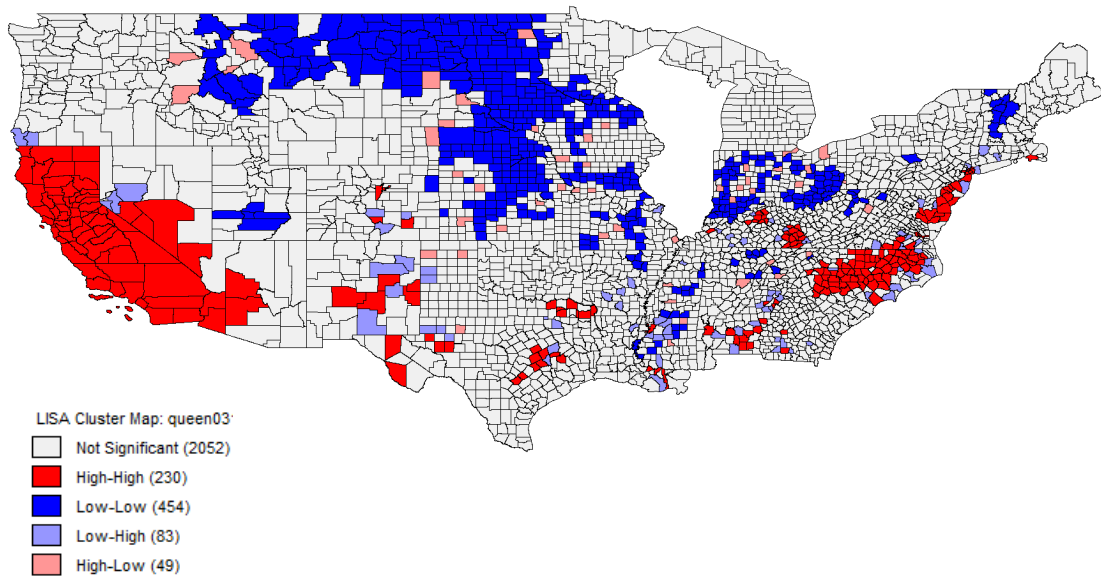 LISA Cluster Map: queen03
Not Significant (2052)
High-High (230)
Low-Low (454)
Low-High (83)
High-Low (49)